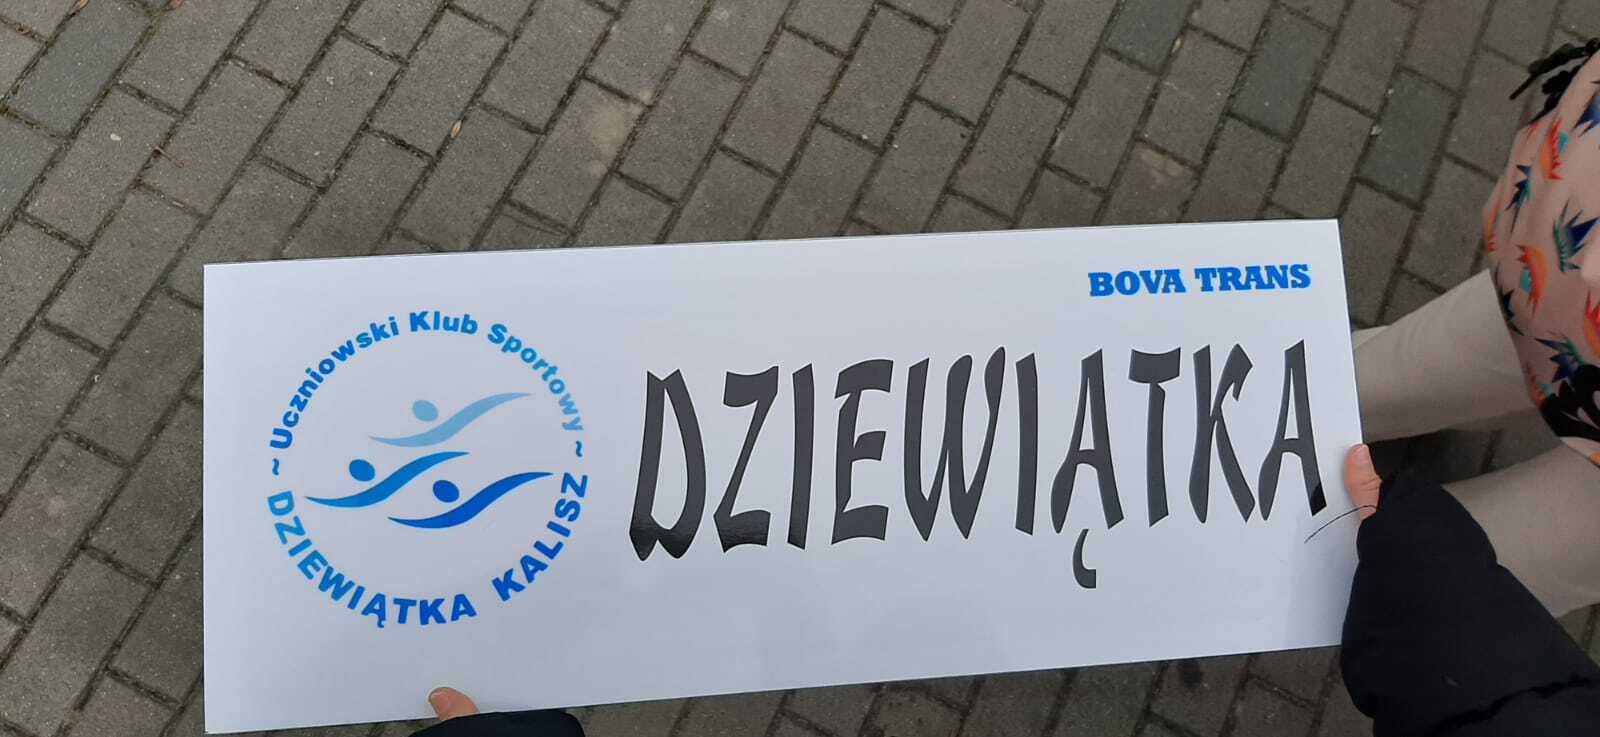 ~ Uczniowski Klub Sportowy ~
DZIEWIĄTKA KALISZ
BOVA TRANS
DZIEWIĄTKA